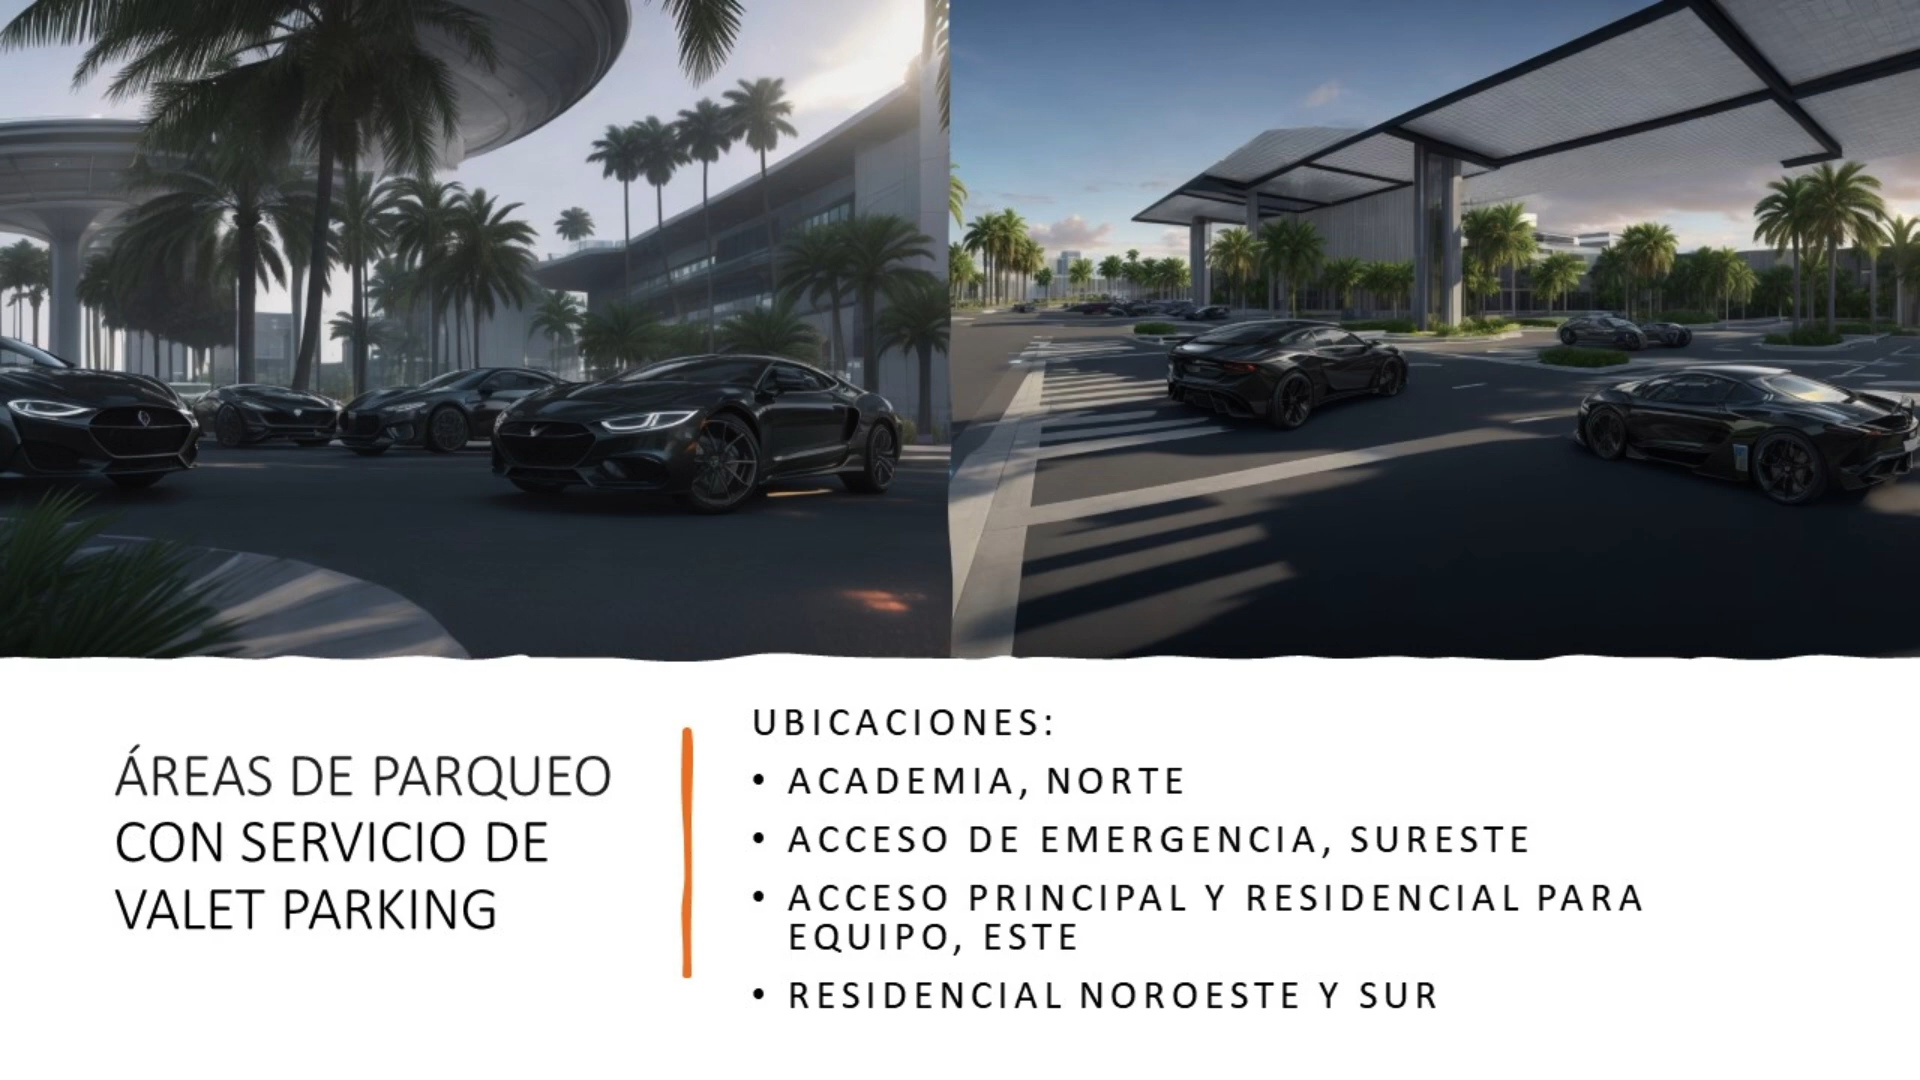 ÁREAS DE PARQUEO
CON SERVICIO DE
VALET PARKING
UBICACIONES:
• ACADEMIA, NORTE
• ACCESO DE EMERGENCIA, SURESTE
• ACCESO PRINCIPAL Y RESIDENCIAL PARA
EQUIPO, ESTE
• RESIDENCIAL NOROESTE Y SUR